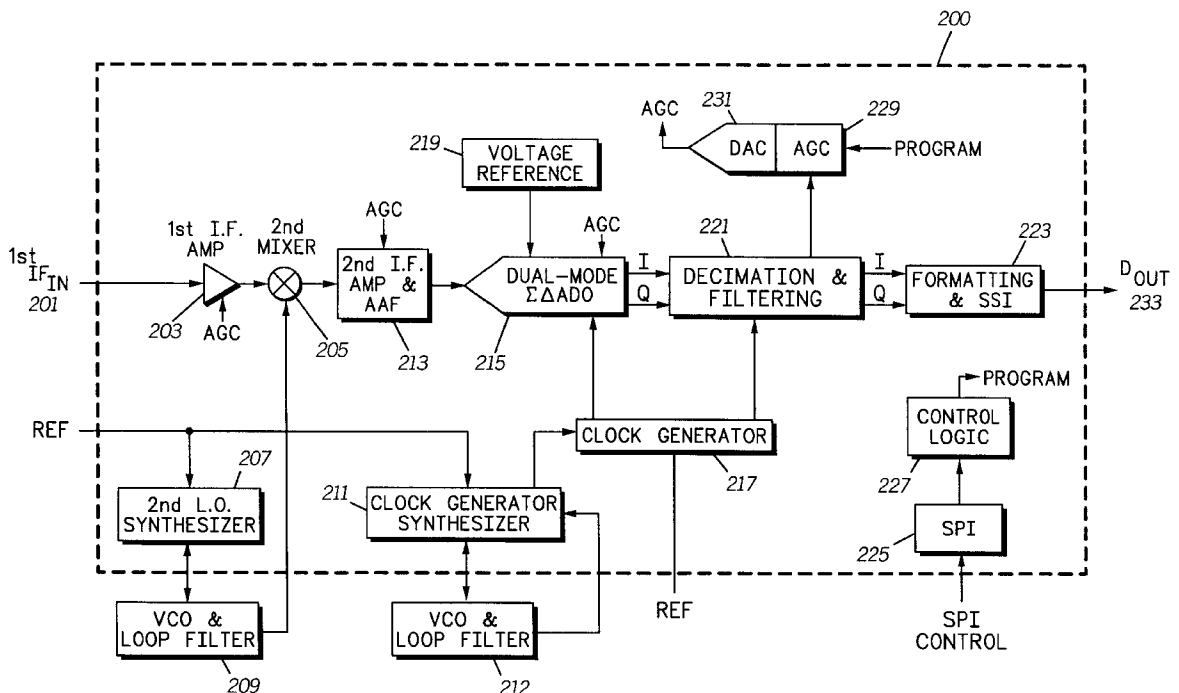 200
231
229
AGC
DAC
AGC
PROGRAM
219
VOLTAGE
REFERENCE
1st I.F.
AMP
2nd
MIXER
AGC
AGC
221
223
1st
IF IN
201
2nd I.F.
AMP &
AAF
DUAL-MODE
ΣΔADO
I
Q
DECIMATION &
FILTERING
I
Q
FORMATTING
& SSI
D OUT
233
203
AGC
205
213
215
PROGRAM
REF
CLOCK GENERATOR
CONTROL
LOGIC
207
211
217
227
2nd L.O.
SYNTHESIZER
CLOCK GENERATOR
SYNTHESIZER
SPI
225
VCO &
LOOP FILTER
VCO &
LOOP FILTER
REF
SPI
CONTROL
209
212